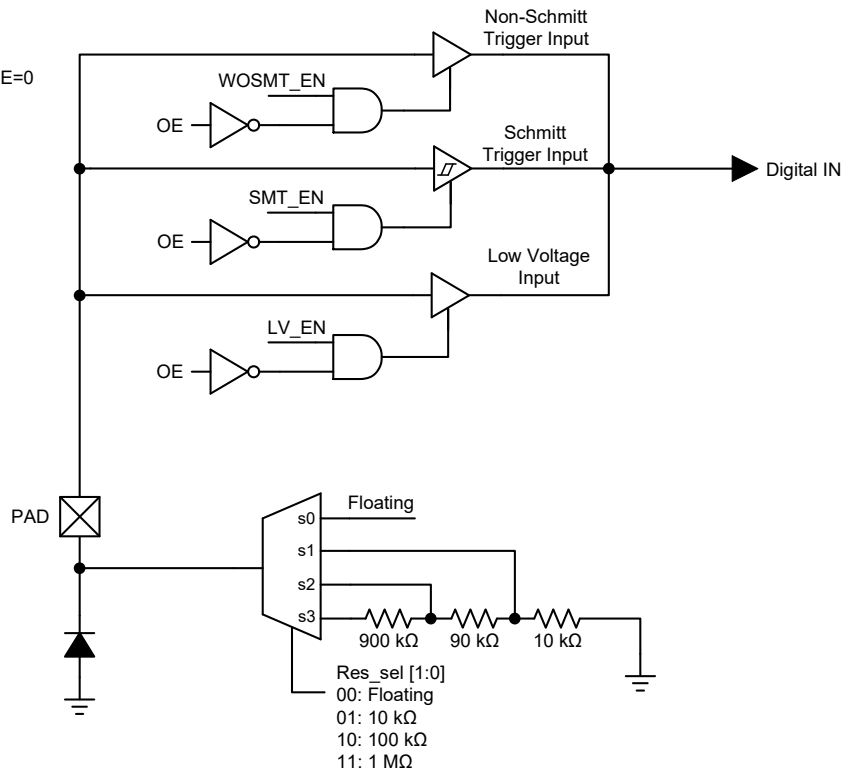 Non-Schmitt
Trigger Input
E=0
WOSMT_EN
OE
Schmitt
Trigger Input
Digital IN
SMT_EN
OE
Low Voltage
Input
LV_EN
OE
PAD
Floating
s0
s1
s2
s3
900 kΩ
90 kΩ
10 kΩ
Res_sel [1:0]
00: Floating
01: 10 kΩ
10: 100 kΩ
11: 1 MΩ